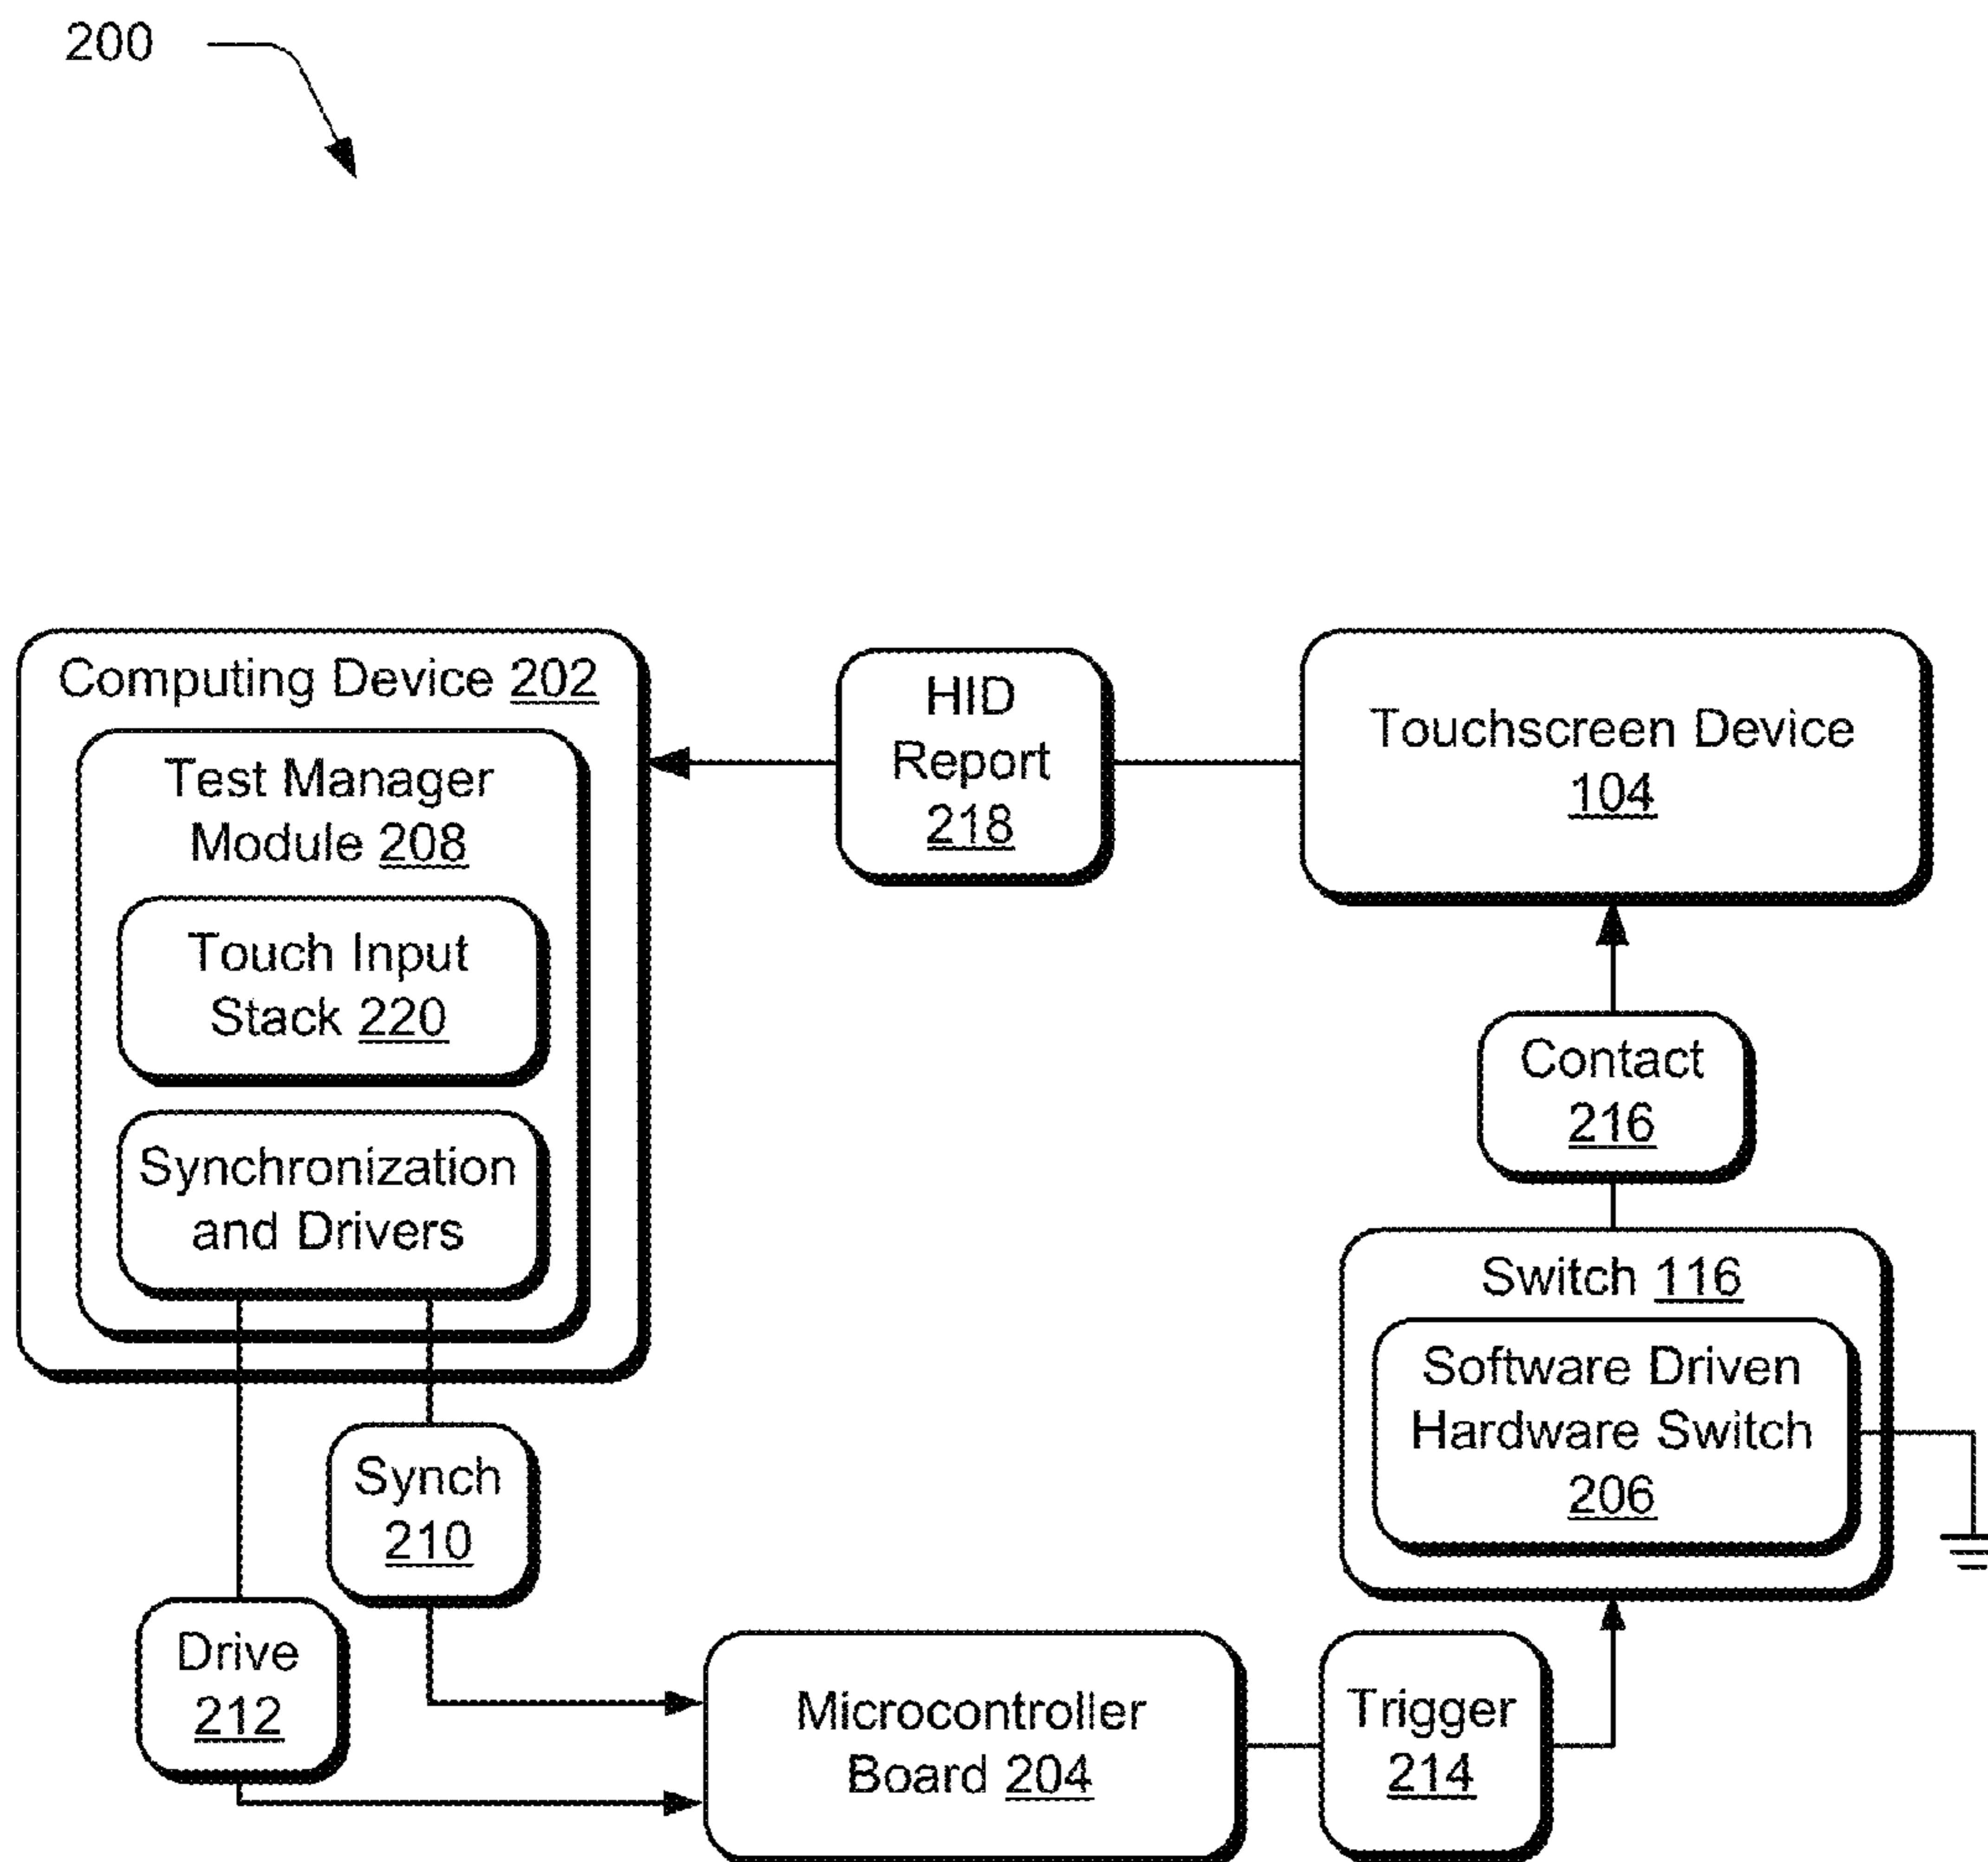 200
Computing Device 202
Test Manager
Module 208
Touch Input
Stack 220
Synchronization
and Drivers
HID
Report
218
Touchscreen Device
104
Contact
216
Switch 116
Software Driven
Hardware Switch
206
Synch
210
Drive
212
Microcontroller
Board 204
Trigger
214